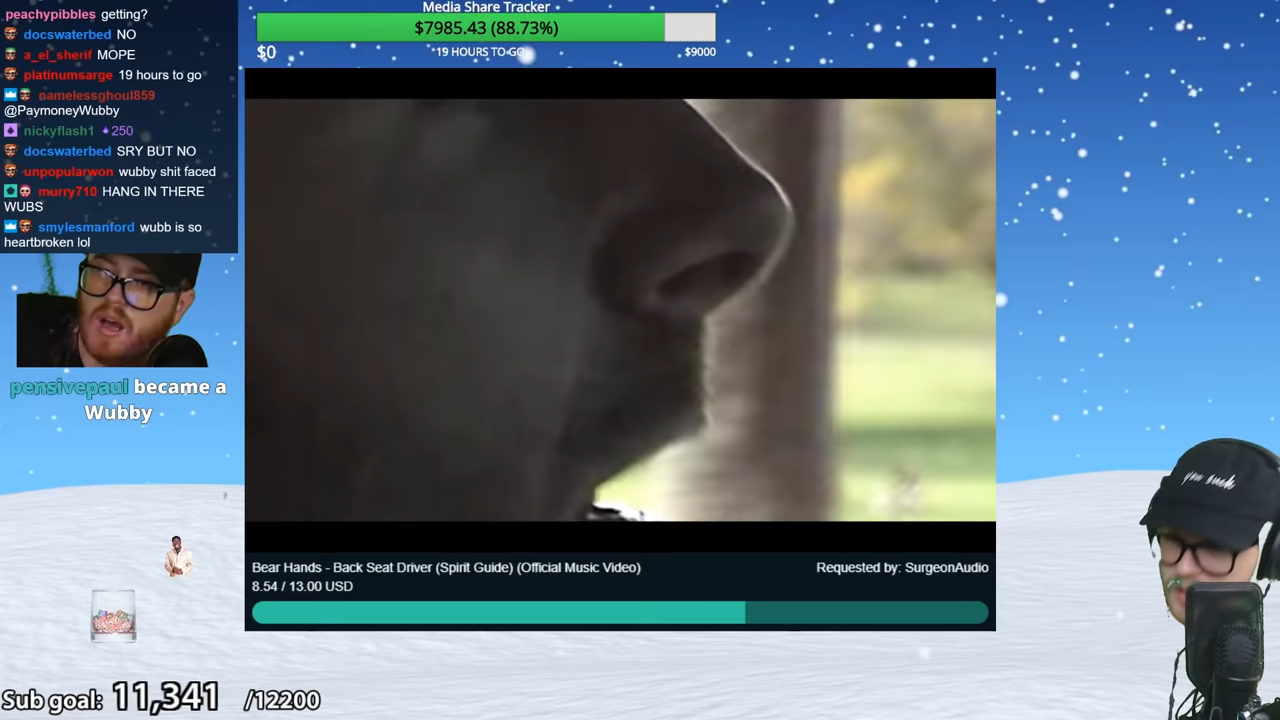 peachypibbles getting?
docswaterbed NO
a_el_sherif MOPE
platinumsarge 19 hours to go
namelessghoul859
@PaymoneyWubby
nickyflash1 250
docswaterbed SRY BUT NO
unpopularwon wubby shit faced
murry710 HANG IN THERE
WUBS
smylesmanford wubb is so
heartbroken lol
pensivepaul became a
Wubby
Media Share Tracker
$7985.43 (88.73%)
$0
19 HOURS TO GO
$9000
Bear Hands - Back Seat Driver (Spirit Guide) (Official Music Video)
Requested by: SurgeonAudio
8.54 / 13.00 USD
you suck
Sub goal: 11,341 /12200